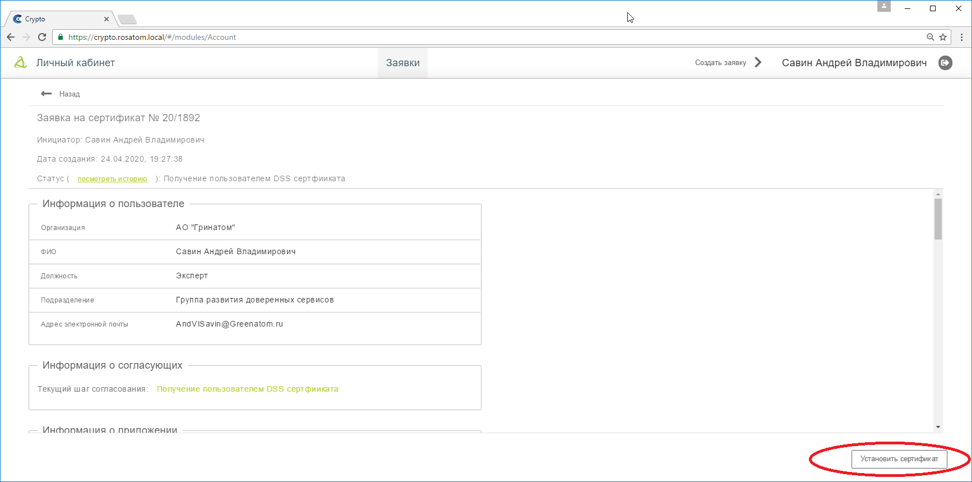 Crypto
https://crypto.rosatom.local/#/modules/Account
Личный кабинет Заявки Создать заявку Савин Андрей Владимирович
Назад
Заявка на сертификат № 20/1892
Инициатор: Савин Андрей Владимирович
Дата создания: 24.04.2020, 19:27:38
Статус ( посмотреть историю ): Получение пользователем DSS сертфииката
Информация о пользователе
Организация АО "Гринатом"
ФИО Савин Андрей Владимирович
Должность Эксперт
Подразделение Группа развития доверенных сервисов
Адрес электронной почты AndVlSavin@Greenatom.ru
Информация о согласующих
Текущий шаг согласования: Получение пользователем DSS сертфииката
Информация о приложении
Установить сертификат